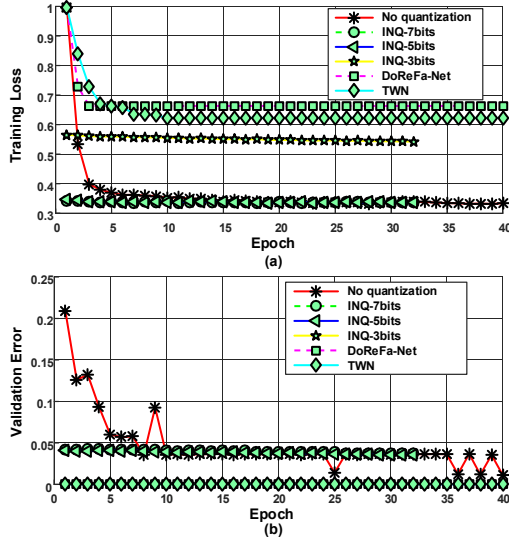 1
0.9
0.8
0.7
0.6
0.5
0.4
0.3
0 5 10 15 20 25 30 35 40
Training Loss
Epoch
No quantization
INQ-7bits
INQ-5bits
INQ-3bits
DoReFa-Net
TWN
(a)
0.25
0.2
0.15
0.1
0.05
0
0 5 10 15 20 25 30 35 40
Validation Error
Epoch
No quantization
INQ-7bits
INQ-5bits
INQ-3bits
DoReFa-Net
TWN
(b)